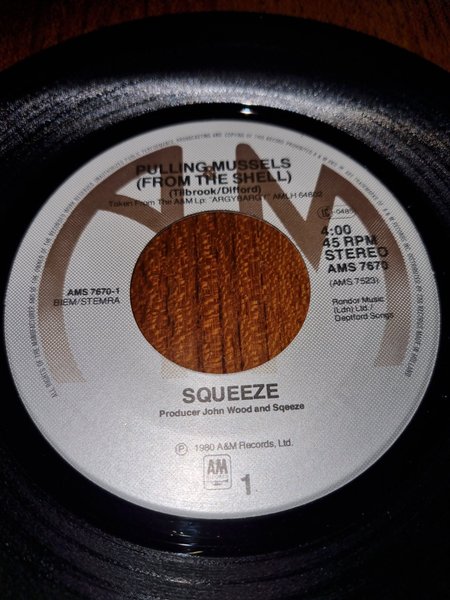 PULLING MUSSELS
(FROM THE SHELL)
(Tilbrook/Difford)
Taken From The A&M Lp: "ARGYBARGY" AMLH 64802
4:00
45 RPM
STEREO
AMS 7670
(AMS 7523)
AMS 7670-1
BIEM/STEMRA
Rondor Music
(Ldn) Ltd./
Deptford Songs
SQUEEZE
Producer John Wood and Sqeeze
℗ 1980 A&M Records, Ltd.
A&M
RECORDS
1